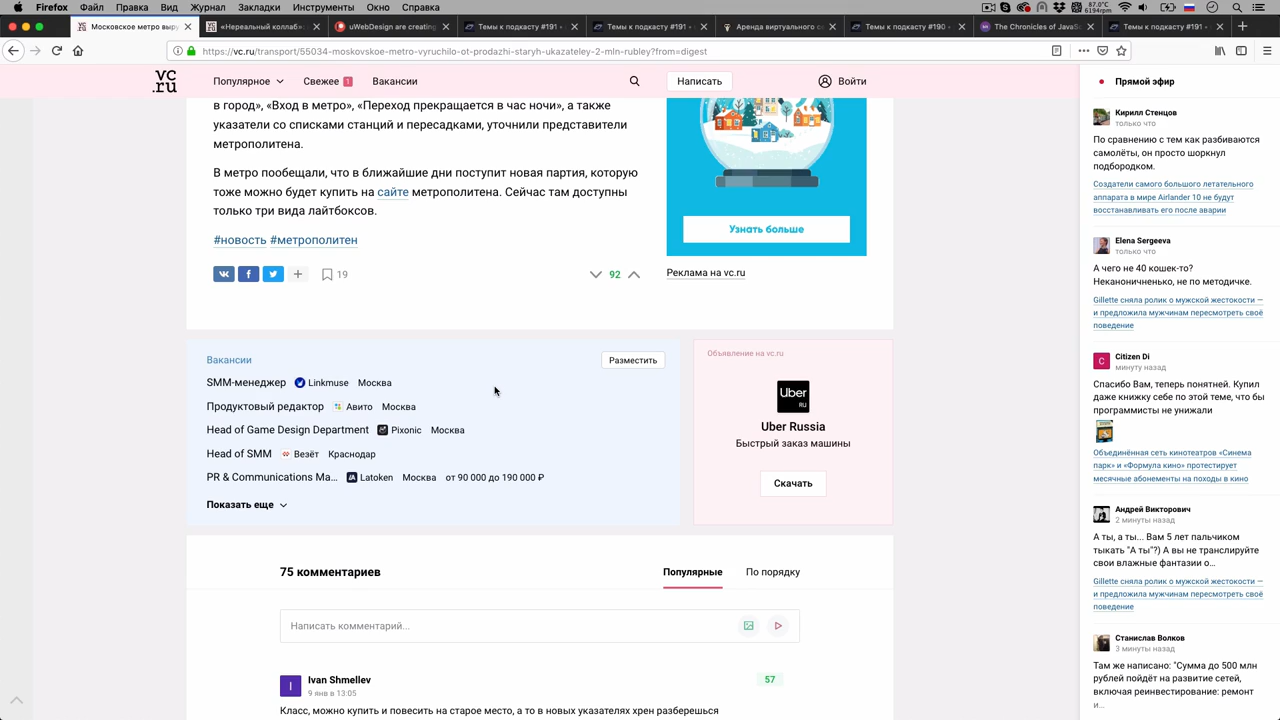 Firefox Файл Правка Вид Журнал Закладки Инструменты Окно Справка
Московское метро выру
«Нереальный коллаб»:
uWebDesign are creating
Темы к подкасту #191 •
Темы к подкасту #191 •
Аренда виртуального се
Темы к подкасту #190 •
The Chronicles of JavaSc
Темы к подкасту #191 •
https://vc.ru/transport/55034-moskovskoe-metro-vyruchilo-ot-prodazhi-staryh-ukazateley-2-mln-rubley?from=digest
vc
.ru
Популярное
Свежее 1
Вакансии
Написать
Войти
в город», «Вход в метро», «Переход прекращается в час ночи», а также
указатели со списками станций и пересадками, уточнили представители
метрополитена.
В метро пообещали, что в ближайшие дни поступит новая партия, которую
тоже можно будет купить на сайте метрополитена. Сейчас там доступны
только три вида лайтбоксов.
#новость #метрополитен
19
92
Узнать больше
Реклама на vc.ru
Вакансии
Разместить
SMM-менеджер Linkmuse Москва
Продуктовый редактор Авито Москва
Head of Game Design Department Pixonic Москва
Head of SMM Везёт Краснодар
PR & Communications Ma... Latoken Москва от 90 000 до 190 000 ₽
Показать еще
Объявление на vc.ru
Uber
RU
Uber Russia
Быстрый заказ машины
Скачать
75 комментариев
Популярные
По порядку
Написать комментарий...
I
Ivan Shmellev
9 янв в 13:05
57
Класс, можно купить и повесить на старое место, а то в новых указателях хрен разберешься
Прямой эфир
Кирилл Стенцов
только что
По сравнению с тем как разбиваются
самолёты, он просто шоркнул
подбородком.
Создатели самого большого летательного
аппарата в мире Airlander 10 не будут
восстанавливать его после аварии
Elena Sergeeva
только что
А чего не 40 кошек-то?
Неканоничненько, не по методичке.
Gillette сняла ролик о мужской жестокости —
и предложила мужчинам пересмотреть своё
поведение
C
Citizen Di
минуту назад
Спасибо Вам, теперь понятней. Купил
даже книжку себе по этой теме, что бы
программисты не унижали
Объединённая сеть кинотеатров «Синема
парк» и «Формула кино» протестирует
месячные абонементы на походы в кино
Андрей Викторович
2 минуты назад
А ты, а ты... Вам 5 лет пальчиком
тыкать "А ты"?) А вы не транслируйте
свои влажные фантазии о...
Gillette сняла ролик о мужской жестокости —
и предложила мужчинам пересмотреть своё
поведение
Станислав Волков
3 минуты назад
Там же написано: "Сумма до 500 млн
рублей пойдёт на развитие сетей,
включая реинвестирование: ремонт
и...